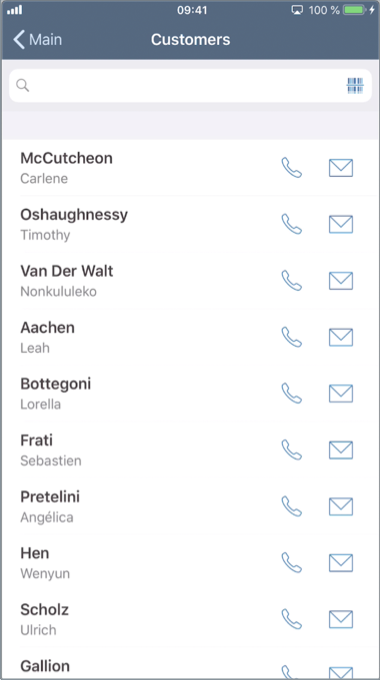 09:41
100 %
Main
Customers
McCutcheon
Carlene
Oshaughnessy
Timothy
Van Der Walt
Nonkululeko
Aachen
Leah
Bottegoni
Lorella
Frati
Sebastien
Pretelini
Angélica
Hen
Wenyun
Scholz
Ulrich
Gallion